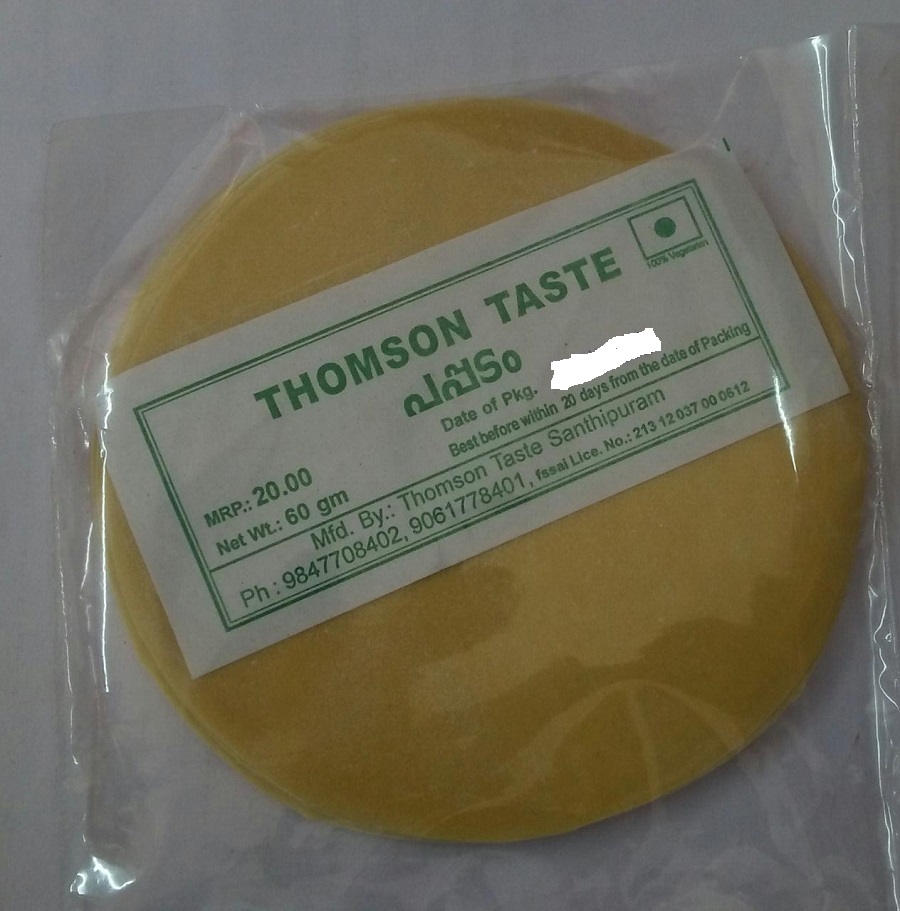 100% Vegetarian
THOMSON TASTE
പപ്പടം
Date of Pkg.
Best before within 20 days from the date of Packing
MRP.: 20.00
Net Wt.: 60 gm
Mfd. By.: Thomson Taste Santhipuram
Ph : 9847708402, 9061778401, fssai Lice. No.: 213 12 037 00 0612